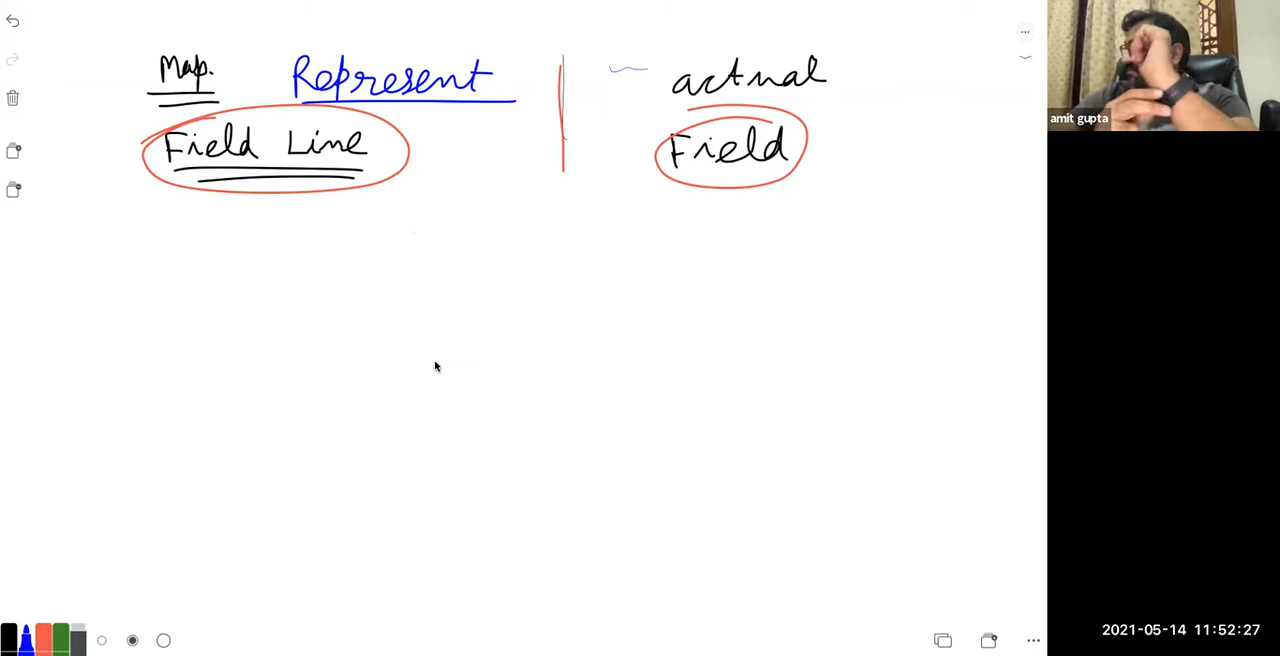 Map. Represent actual
Field Line Field
amit gupta
2021-05-14 11:52:27